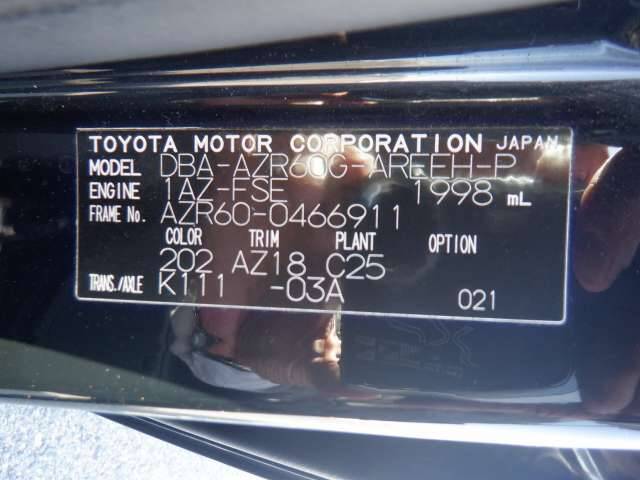 TOYOTA MOTOR CORPORATION JAPAN
MODEL DBA-AZR60G-AREEH-P
ENGINE 1AZ-FSE 1998 mL
FRAME No. AZR60-0466911
COLOR TRIM PLANT OPTION
202 AZ18 C25
TRANS./AXLE K111 -03A 021